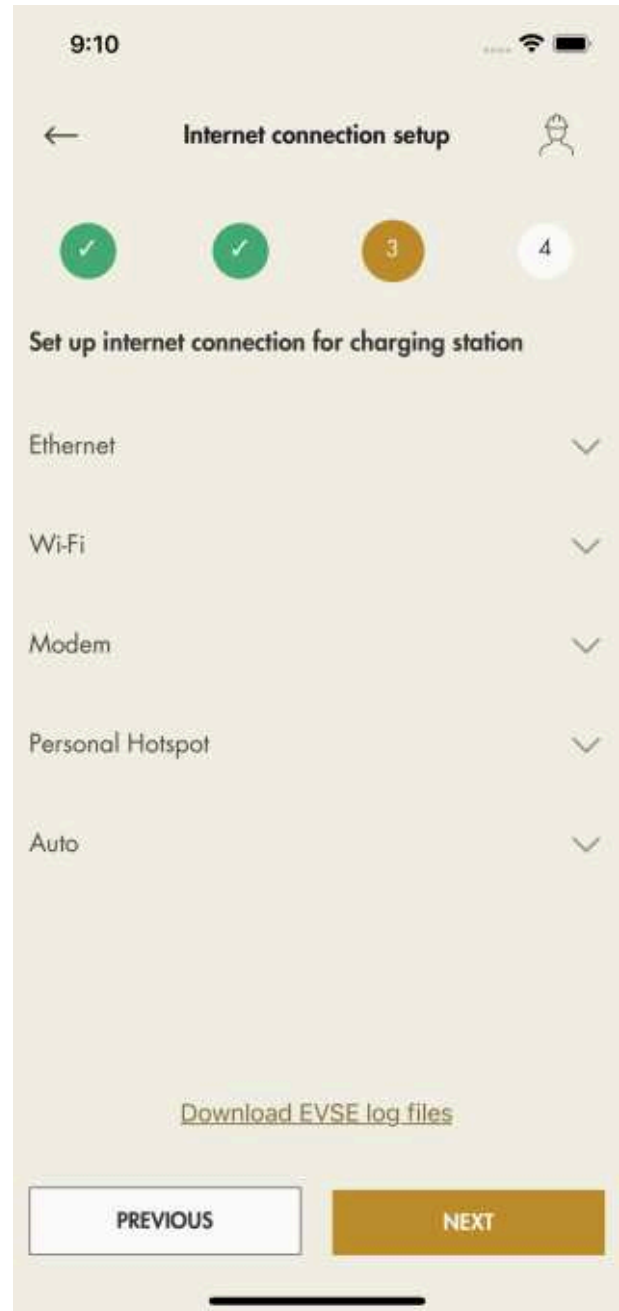 9:10
Internet connection setup
3
4
Set up internet connection for charging station
Ethernet
Wi-Fi
Modem
Personal Hotspot
Auto
Download EVSE log files
PREVIOUS
NEXT